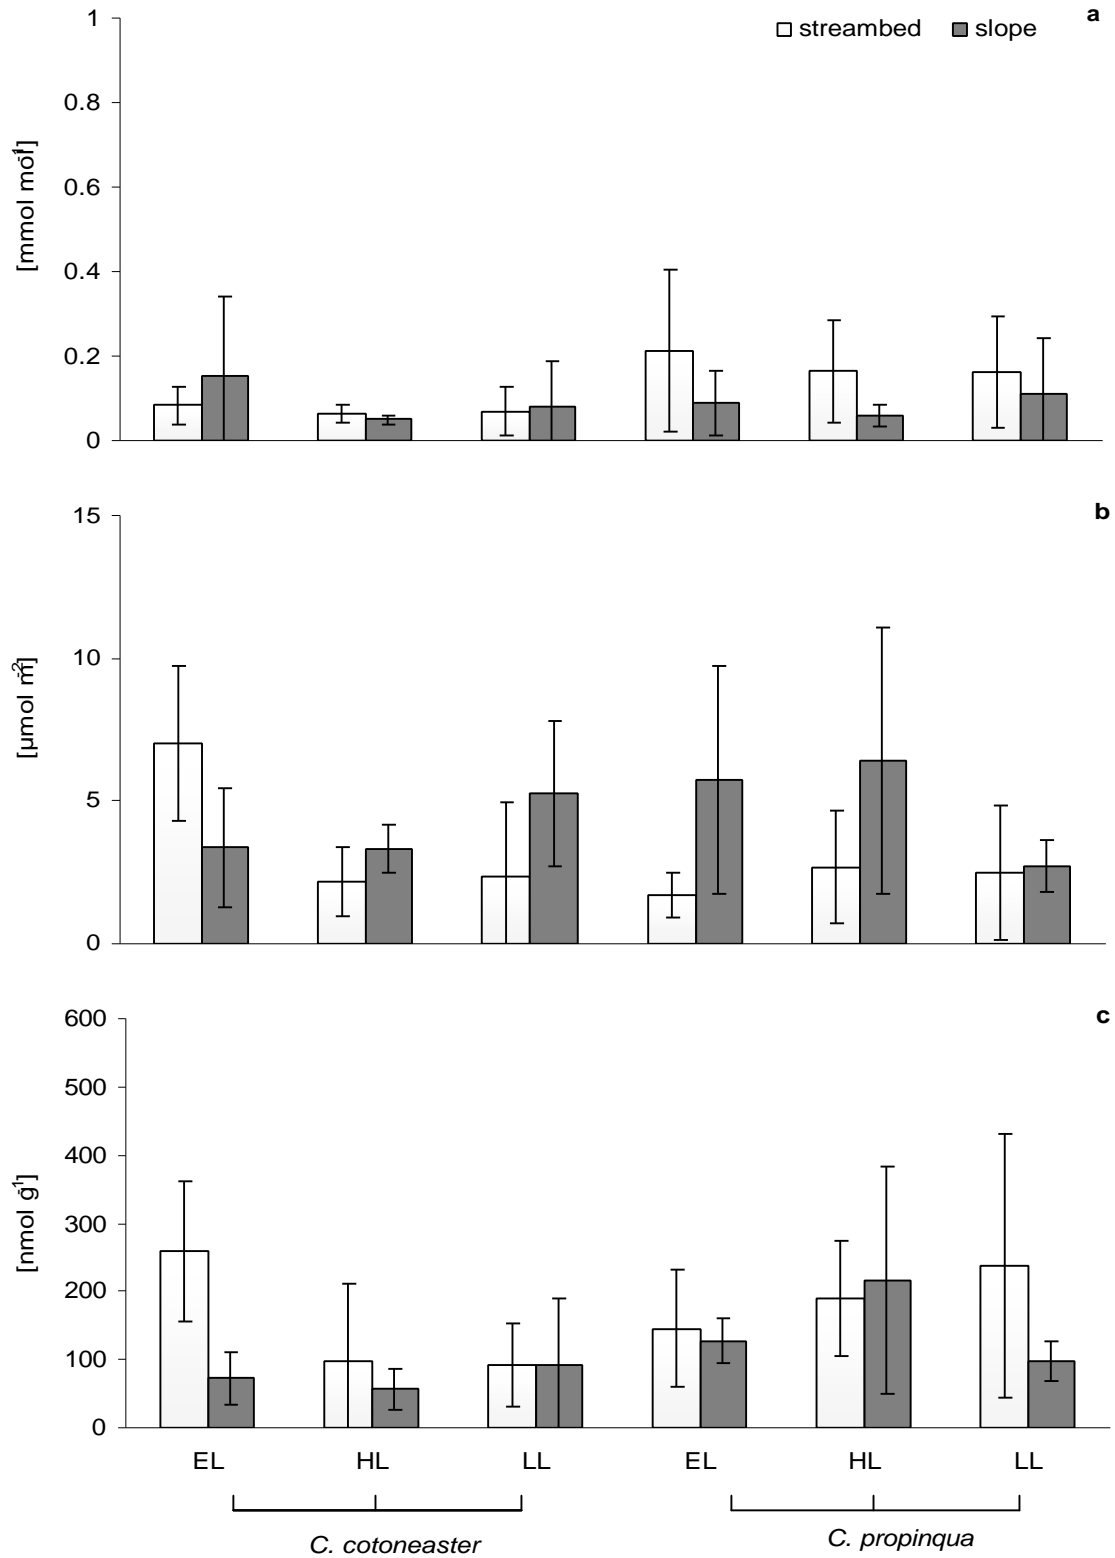 a
streambed slope
1
0.8
0.6
0.4
0.2
0
[mmol mol-1]
b
15
10
5
0
[µmol m-2]
c
600
500
400
300
200
100
0
[nmol g-1]
EL HL LL EL HL LL
C. cotoneaster C. propinqua